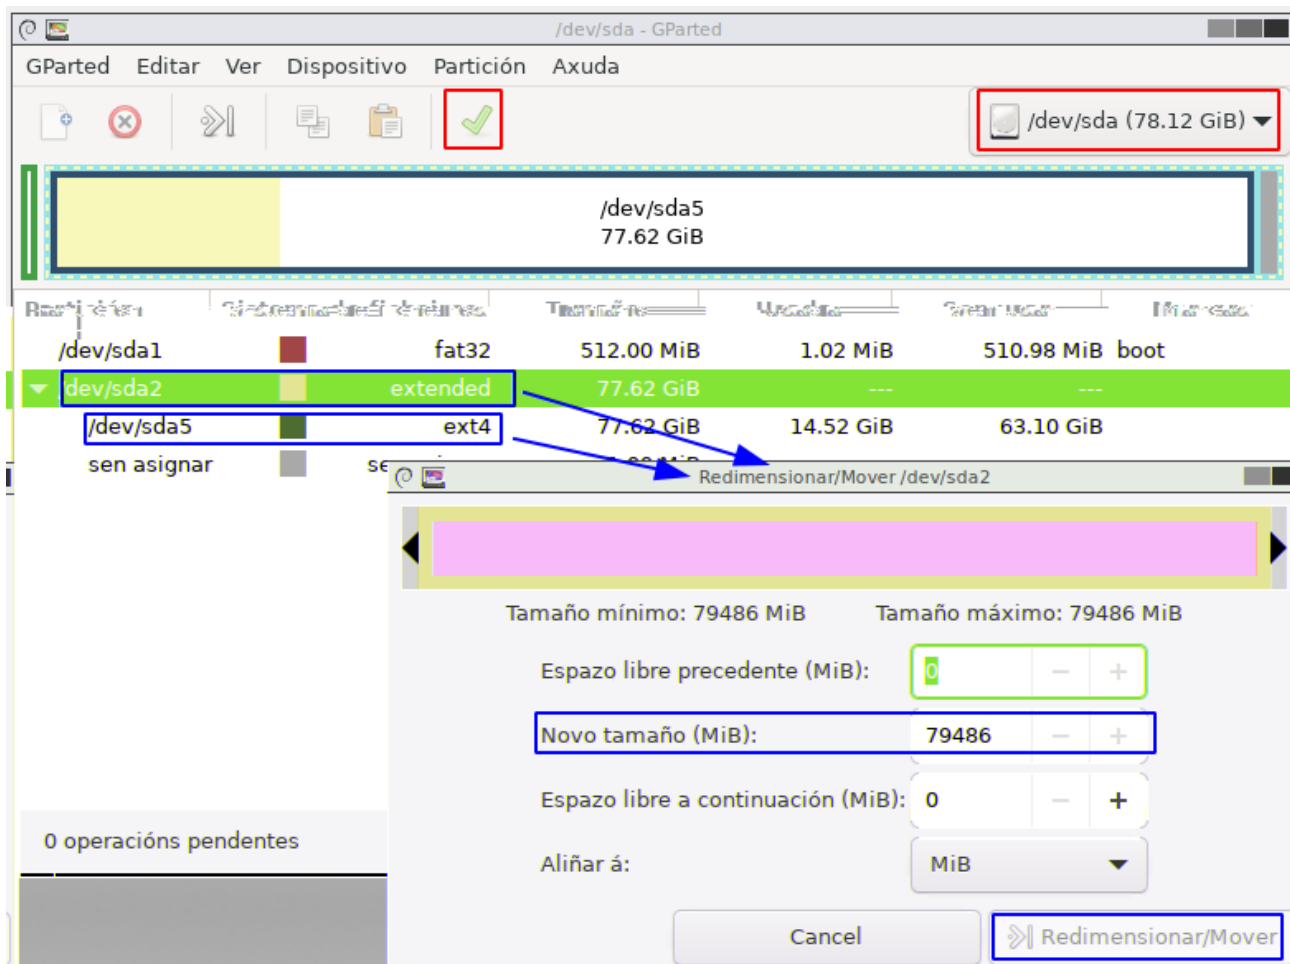 /dev/sda - GParted
GParted Editar Ver Dispositivo Partición Axuda
/dev/sda (78.12 GiB)
/dev/sda5
77.62 GiB
/dev/sda1 fat32 512.00 MiB 1.02 MiB 510.98 MiB boot
/dev/sda2 extended 77.62 GiB --- ---
/dev/sda5 ext4 77.62 GiB 14.52 GiB 63.10 GiB
sen asignar
Redimensionar/Mover /dev/sda2
Tamaño mínimo: 79486 MiB Tamaño máximo: 79486 MiB
Espazo libre precedente (MiB): 0
Novo tamaño (MiB): 79486
Espazo libre a continuación (MiB): 0
0 operacións pendentes
Aliñar á: MiB
Cancel Redimensionar/Mover